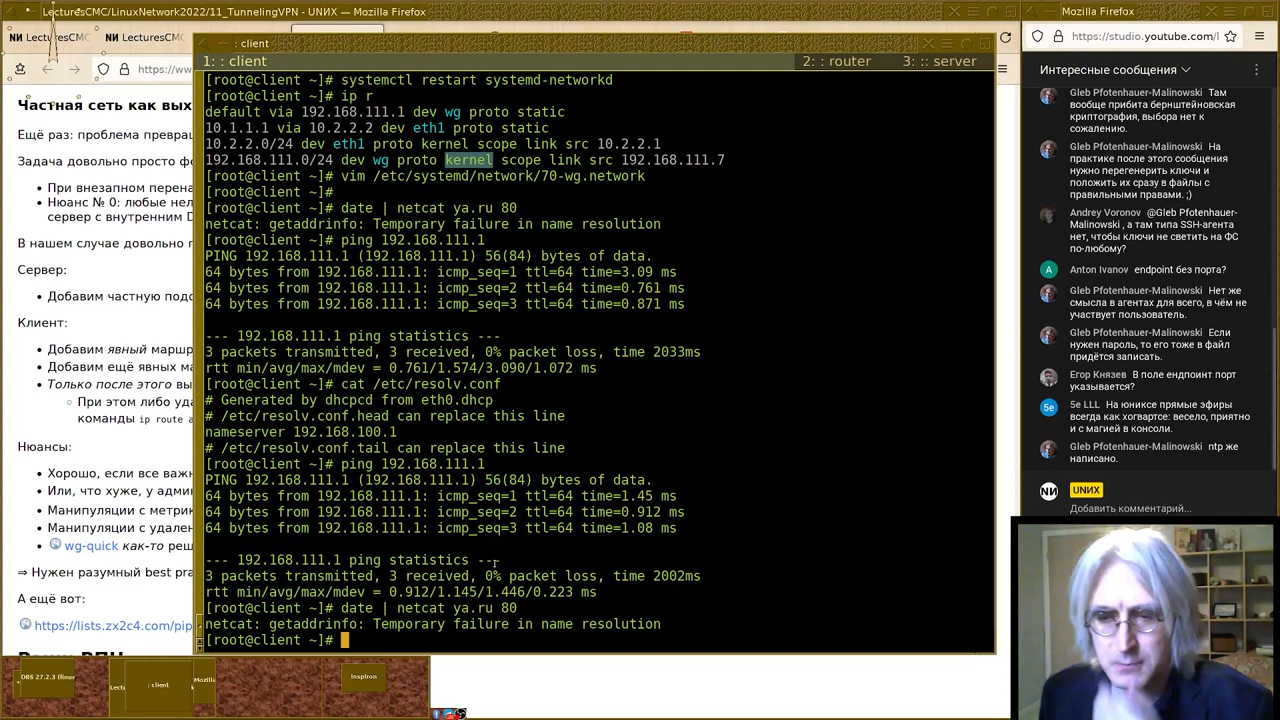 LecturesCMC/LinuxNetwork2022/11_TunnelingVPN - UNИX — Mozilla Firefox
Mozilla Firefox
LecturesCMC
LecturesCMC
https://studio.youtube.com/l
https://ww
: client
1: : client
2: : router
3: :: server
[root@client ~]# systemctl restart systemd-networkd
[root@client ~]# ip r
default via 192.168.111.1 dev wg proto static
10.1.1.1 via 10.2.2.2 dev eth1 proto static
10.2.2.0/24 dev eth1 proto kernel scope link src 10.2.2.1
192.168.111.0/24 dev wg proto kernel scope link src 192.168.111.7
[root@client ~]# vim /etc/systemd/network/70-wg.network
[root@client ~]#
[root@client ~]# date | netcat ya.ru 80
netcat: getaddrinfo: Temporary failure in name resolution
[root@client ~]# ping 192.168.111.1
PING 192.168.111.1 (192.168.111.1) 56(84) bytes of data.
64 bytes from 192.168.111.1: icmp_seq=1 ttl=64 time=3.09 ms
64 bytes from 192.168.111.1: icmp_seq=2 ttl=64 time=0.761 ms
64 bytes from 192.168.111.1: icmp_seq=3 ttl=64 time=0.871 ms
--- 192.168.111.1 ping statistics ---
3 packets transmitted, 3 received, 0% packet loss, time 2033ms
rtt min/avg/max/mdev = 0.761/1.574/3.090/1.072 ms
[root@client ~]# cat /etc/resolv.conf
# Generated by dhcpcd from eth0.dhcp
# /etc/resolv.conf.head can replace this line
nameserver 192.168.100.1
# /etc/resolv.conf.tail can replace this line
[root@client ~]# ping 192.168.111.1
PING 192.168.111.1 (192.168.111.1) 56(84) bytes of data.
64 bytes from 192.168.111.1: icmp_seq=1 ttl=64 time=1.45 ms
64 bytes from 192.168.111.1: icmp_seq=2 ttl=64 time=0.912 ms
64 bytes from 192.168.111.1: icmp_seq=3 ttl=64 time=1.08 ms
--- 192.168.111.1 ping statistics ---
3 packets transmitted, 3 received, 0% packet loss, time 2002ms
rtt min/avg/max/mdev = 0.912/1.145/1.446/0.223 ms
[root@client ~]# date | netcat ya.ru 80
netcat: getaddrinfo: Temporary failure in name resolution
[root@client ~]#
Частная сеть как вых
Ещё раз: проблема превращ
Задача довольно просто фо
При внезапном перена
Нюанс № 0: любые нел
сервер с внутренним D
В нашем случае довольно г
Сервер:
Добавим частную подс
Клиент:
Добавим явный маршр
Добавим ещё явных ма
Только после этого вы
При этом либо уда
команды ip route a
Нюансы:
Хорошо, если все важн
Или, что хуже, у админ
Манипуляции с метрик
Манипуляции с удален
wg-quick как-то реш
⇒ Нужен разумный best pra
А ещё вот:
https://lists.zx2c4.com/pip
Интересные сообщения
Gleb Pfotenhauer-Malinowski Там
вообще прибита бернштейновская
криптография, выбора нет к
сожалению.
Gleb Pfotenhauer-Malinowski На
практике после этого сообщения
нужно перегенерить ключи и
положить их сразу в файлы с
правильными правами ;)
Andrey Voronov @Gleb Pfotenhauer-
Malinowski, а там типа SSH-агента
нет, чтобы ключи не светить на ФС
по-любому?
Anton Ivanov endpoint без порта?
Gleb Pfotenhauer-Malinowski Нет же
смысла в агентах для всего, в чём не
участвует пользователь.
Gleb Pfotenhauer-Malinowski Если
нужен пароль, то его тоже в файл
придётся записать.
Егор Князев В поле ендпоинт порт
указывается?
5e LLL На юниксе прямые эфиры
всегда как хогвартсе: весело, приятно
и с магией в консоли.
Gleb Pfotenhauer-Malinowski ntp же
написано.
UNИX
Добавить комментарий...
OBS 27.2.3 (linux
: client
Mozilla
Inspiron